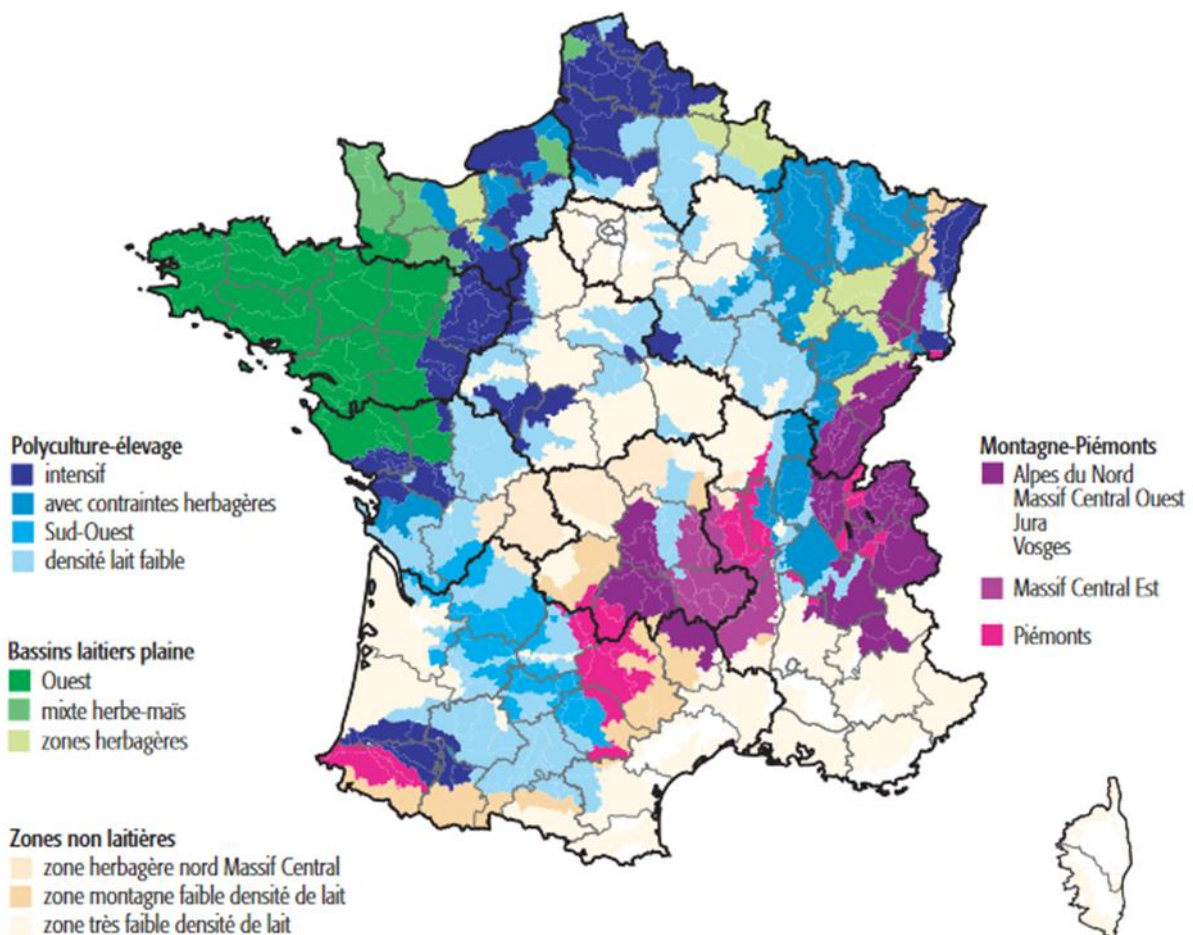 Polyculture-élevage
intensif
avec contraintes herbagères
Sud-Ouest
densité lait faible
Bassins laitiers plaine
Ouest
mixte herbe-maïs
zones herbagères
Zones non laitières
zone herbagère nord Massif Central
zone montagne faible densité de lait
zone très faible densité de lait
Montagne-Piémonts
Alpes du Nord
Massif Central Ouest
Jura
Vosges
Massif Central Est
Piémonts